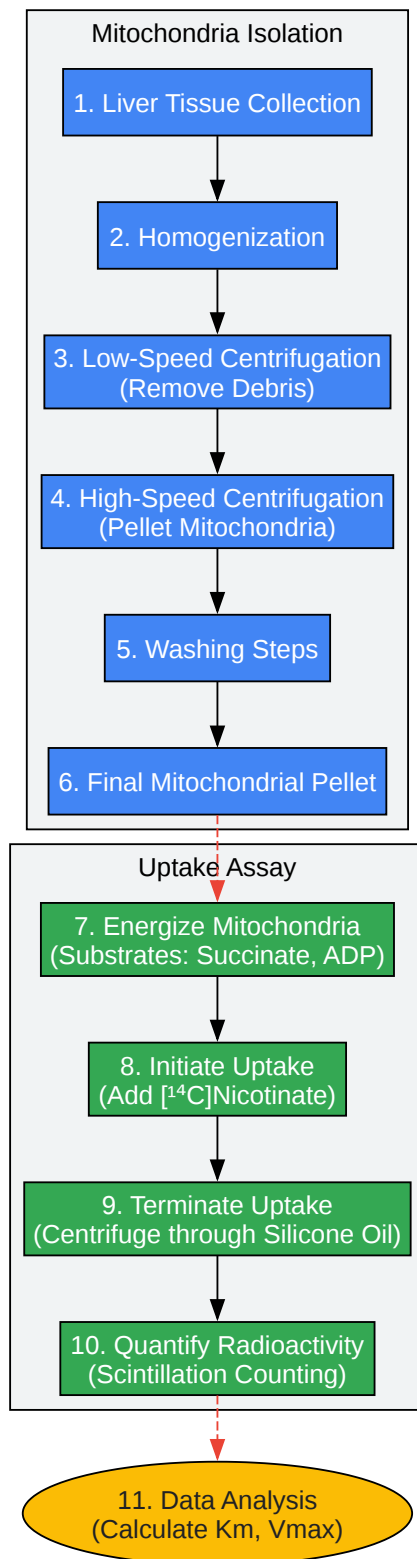 Mitochondria Isolation
1. Liver Tissue Collection
2. Homogenization
3. Low-Speed Centrifugation
(Remove Debris)
4. High-Speed Centrifugation
(Pellet Mitochondria)
5. Washing Steps
6. Final Mitochondrial Pellet
Uptake Assay
7. Energize Mitochondria
(Substrates: Succinate, ADP)
8. Initiate Uptake
(Add [¹⁴C]Nicotinate)
9. Terminate Uptake
(Centrifuge through Silicone Oil)
10. Quantify Radioactivity
(Scintillation Counting)
11. Data Analysis
(Calculate Km, Vmax)